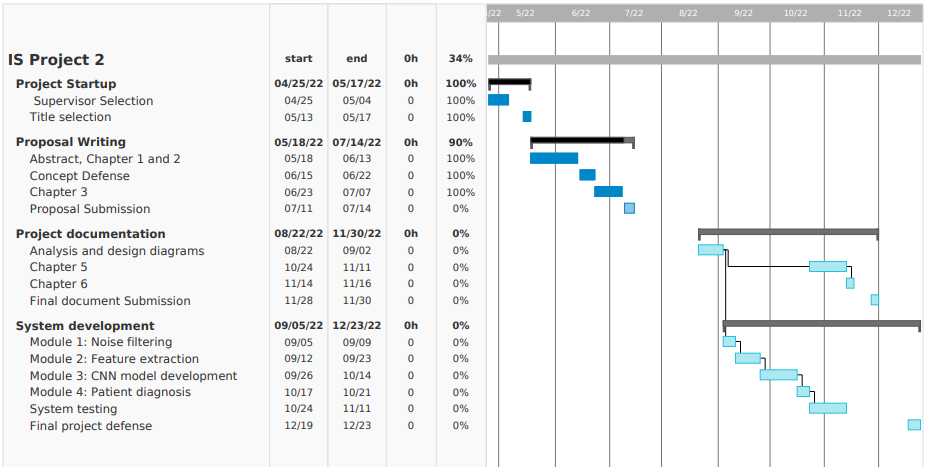 /22 5/22 6/22 7/22 8/22 9/22 10/22 11/22 12/22
IS Project 2 start end 0h 34%
Project Startup 04/25/22 05/17/22 0h 100%
Supervisor Selection 04/25 05/04 0 100%
Title selection 05/13 05/17 0 100%
Proposal Writing 05/18/22 07/14/22 0h 90%
Abstract, Chapter 1 and 2 05/18 06/13 0 100%
Concept Defense 06/15 06/22 0 100%
Chapter 3 06/23 07/07 0 100%
Proposal Submission 07/11 07/14 0 0%
Project documentation 08/22/22 11/30/22 0h 0%
Analysis and design diagrams 08/22 09/02 0 0%
Chapter 5 10/24 11/11 0 0%
Chapter 6 11/14 11/16 0 0%
Final document Submission 11/28 11/30 0 0%
System development 09/05/22 12/23/22 0h 0%
Module 1: Noise filtering 09/05 09/09 0 0%
Module 2: Feature extraction 09/12 09/23 0 0%
Module 3: CNN model development 09/26 10/14 0 0%
Module 4: Patient diagnosis 10/17 10/21 0 0%
System testing 10/24 11/11 0 0%
Final project defense 12/19 12/23 0 0%